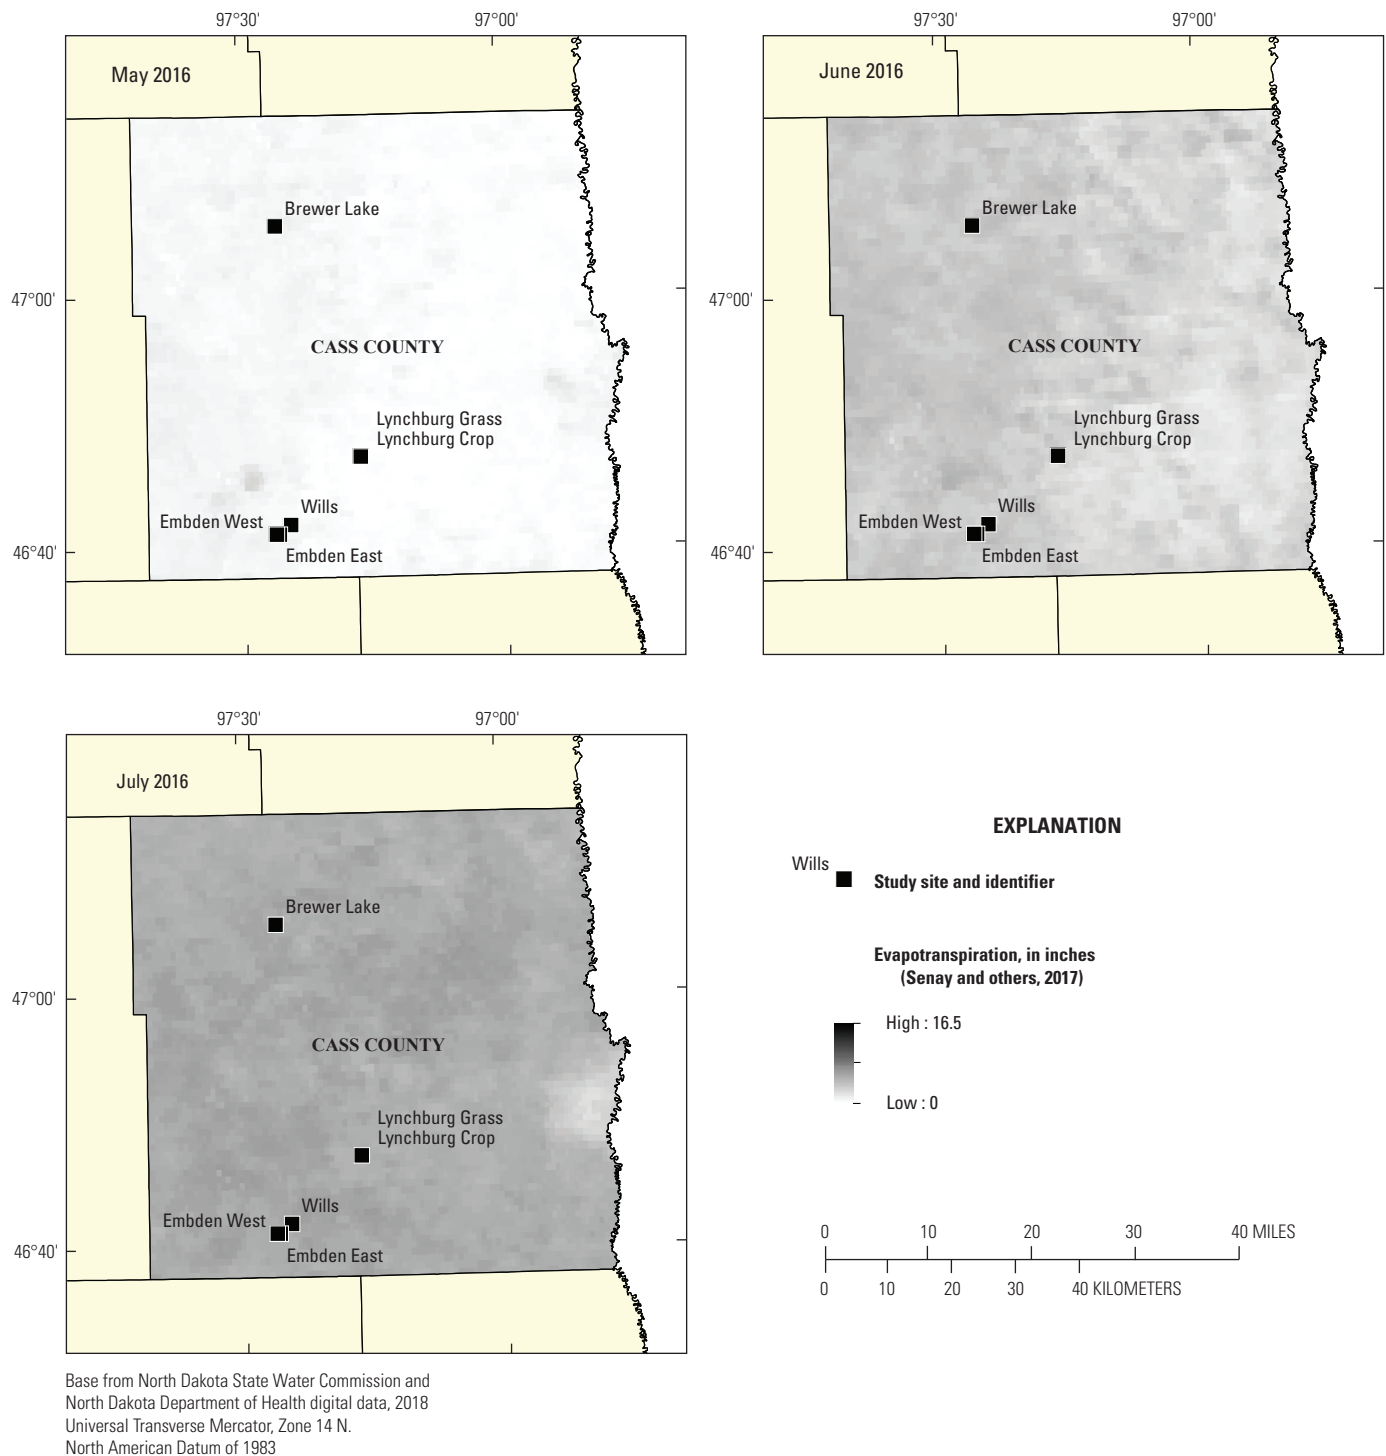 97°30'
97°00'
May 2016
Brewer Lake
47°00'
CASS COUNTY
Lynchburg Grass
Lynchburg Crop
Wills
Embden West
46°40'
Embden East
97°30'
97°00'
June 2016
Brewer Lake
47°00'
CASS COUNTY
Lynchburg Grass
Lynchburg Crop
Wills
Embden West
46°40'
Embden East
97°30'
97°00'
July 2016
Brewer Lake
47°00'
CASS COUNTY
Lynchburg Grass
Lynchburg Crop
Wills
Embden West
46°40'
Embden East
EXPLANATION
Wills
Study site and identifier
Evapotranspiration, in inches
(Senay and others, 2017)
High : 16.5
Low : 0
0 10 20 30 40 MILES
0 10 20 30 40 KILOMETERS
Base from North Dakota State Water Commission and
North Dakota Department of Health digital data, 2018
Universal Transverse Mercator, Zone 14 N.
North American Datum of 1983